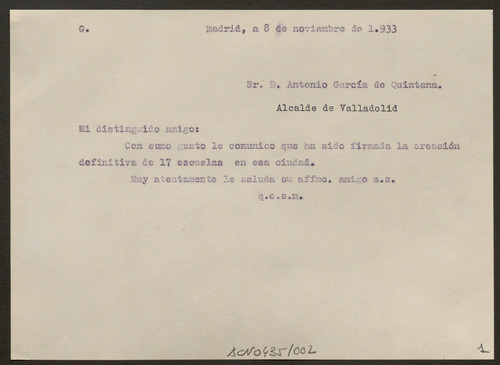 G. Madrid, a 8 de noviembre de 1.933
Sr. D. Antonio García de Quintana.
Alcalde de Valladolid
Mi distinguido amigo:
Con sumo gusto le comunico que ha sido firmada la creación
definitiva de 17 escuelas en esa ciudad.
Muy atentamente le saluda su affmo. amigo s.s.
q.e.s.m.
ACN0435/002
1